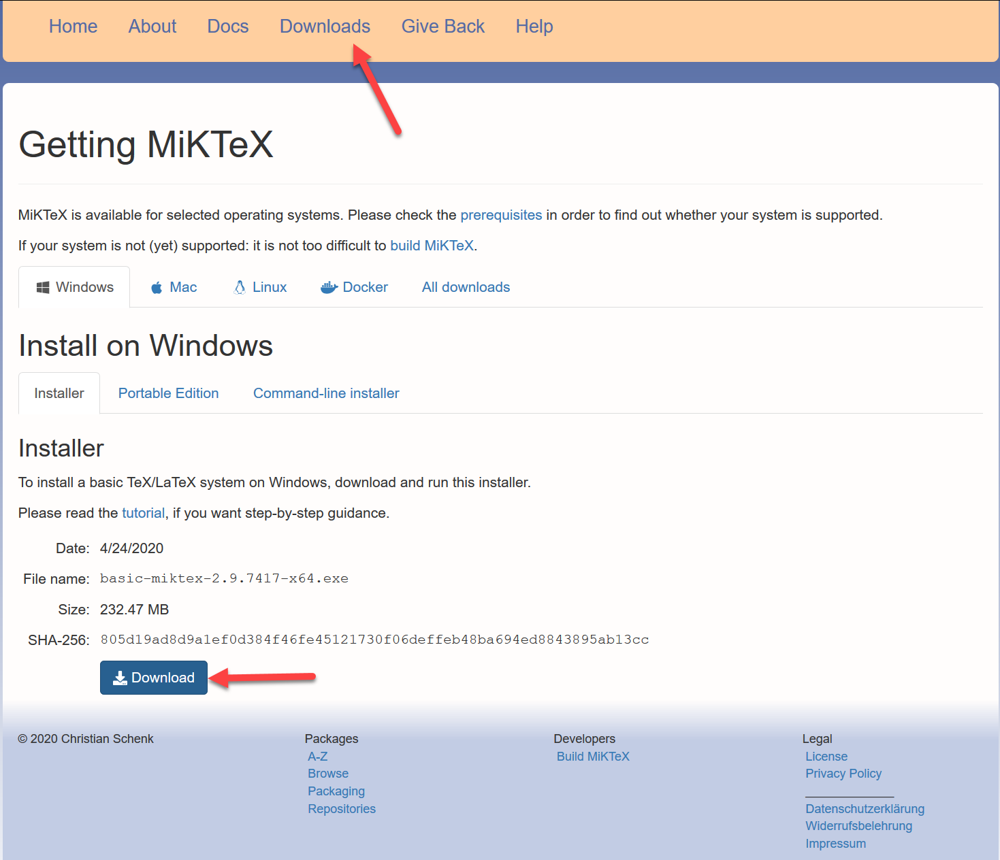 Home About Docs Downloads Give Back Help
Getting MiKTeX
MiKTeX is available for selected operating systems. Please check the prerequisites in order to find out whether your system is supported.
If your system is not (yet) supported: it is not too difficult to build MiKTeX.
Windows Mac Linux Docker All downloads
Install on Windows
Installer Portable Edition Command-line installer
Installer
To install a basic TeX/LaTeX system on Windows, download and run this installer.
Please read the tutorial, if you want step-by-step guidance.
Date: 4/24/2020
File name: basic-miktex-2.9.7417-x64.exe
Size: 232.47 MB
SHA-256: 805d19ad8d9a1ef0d384f46fe45121730f06deffeb48ba694ed8843895ab13cc
Download
© 2020 Christian Schenk
Packages
A-Z
Browse
Packaging
Repositories
Developers
Build MiKTeX
Legal
License
Privacy Policy
Datenschutzerklärung
Widerrufsbelehrung
Impressum